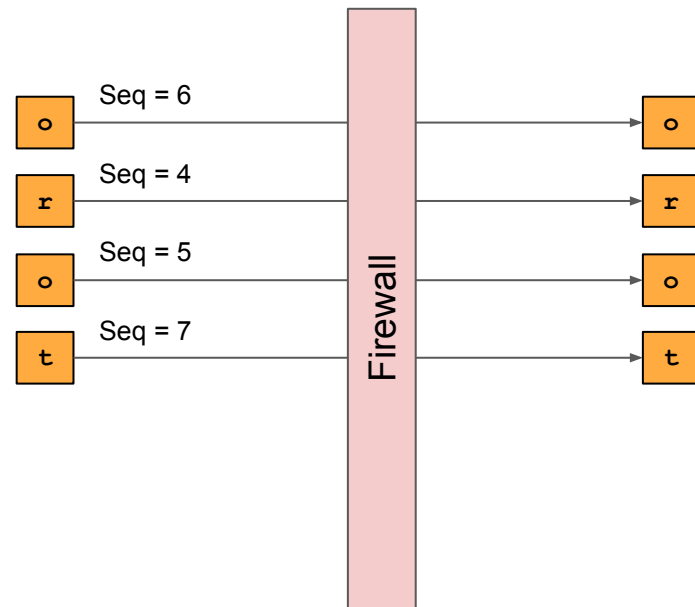 Seq = 6
o o
Seq = 4
r r
Seq = 5
o o
Seq = 7
t t
Firewall